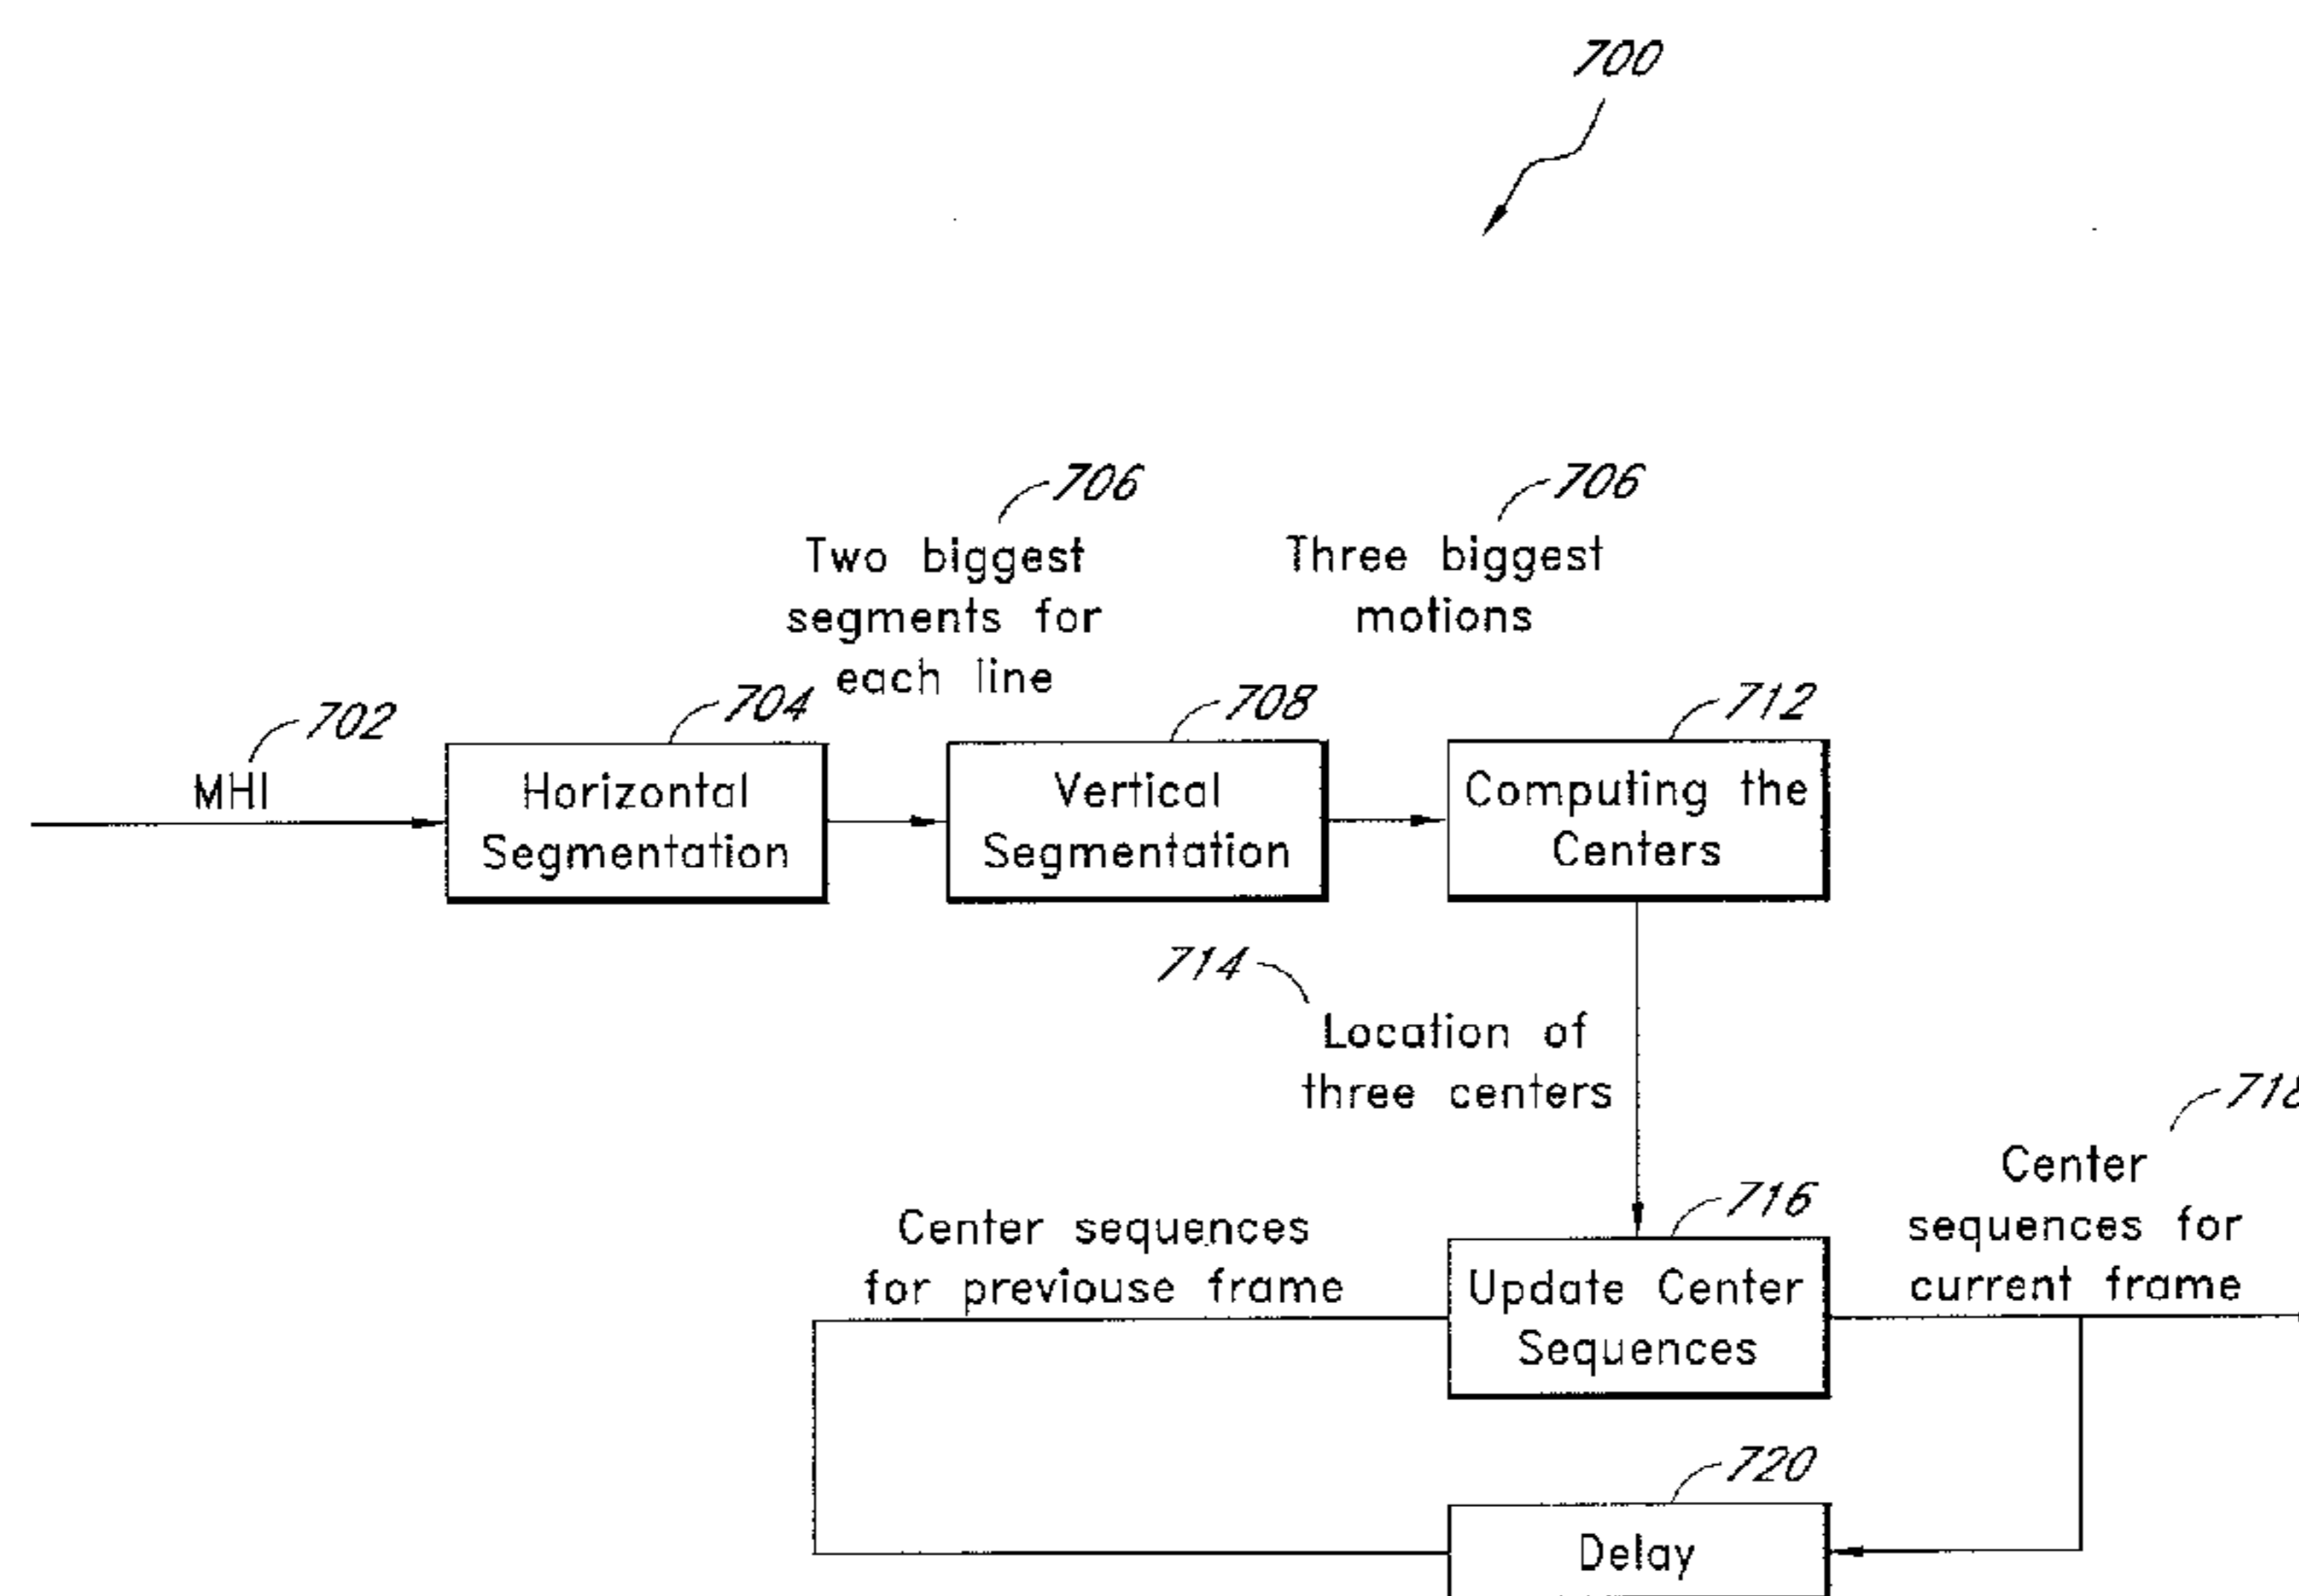 700
706
Two biggest
segments for
each line
706
Three biggest
motions
702
MHI
704
Horizontal
Segmentation
708
Vertical
Segmentation
712
Computing the
Centers
714
Location of
three centers
718
Center
sequences for
current frame
Center sequences
for previouse frame
716
Update Center
Sequences
720
Delay